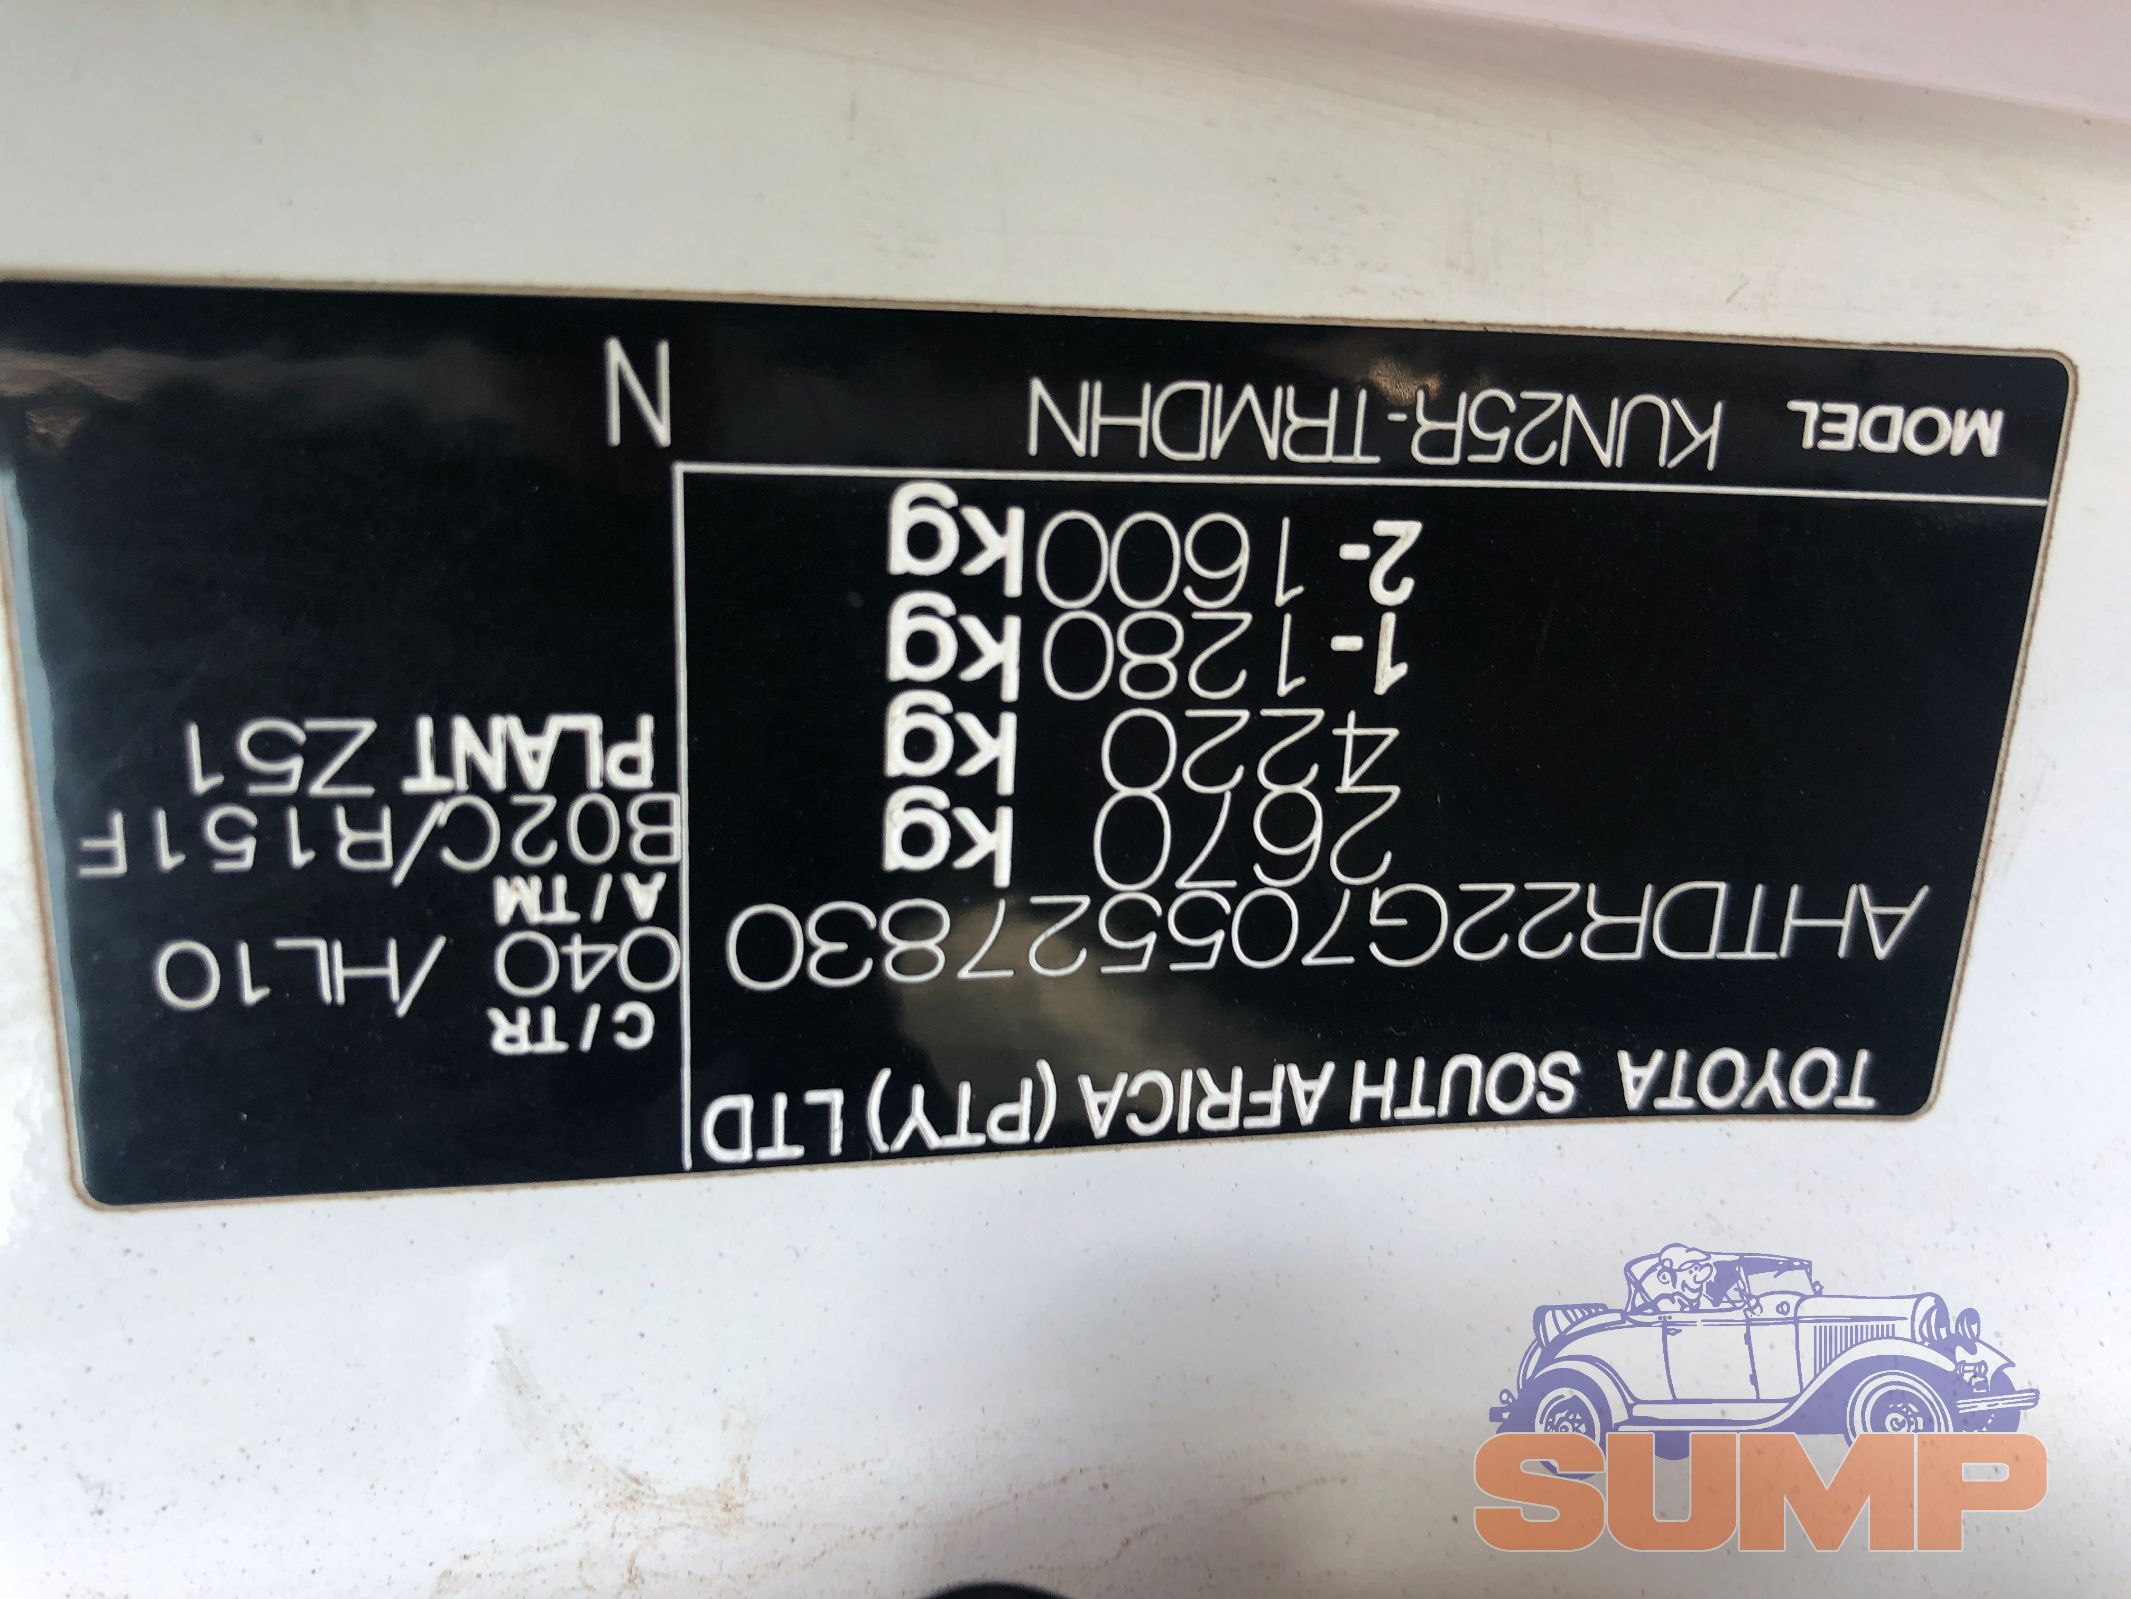 TOYOTA SOUTH AFRICA (PTY) LTD
AHTDR22G705527830
2670 kg
4220 kg
1- 1280 kg
2- 1600 kg
MODEL KUN25R-TRMDHN
C/TR
040 /HL10
A/TM
B02C/R151F
PLANT Z51
N
SUMP